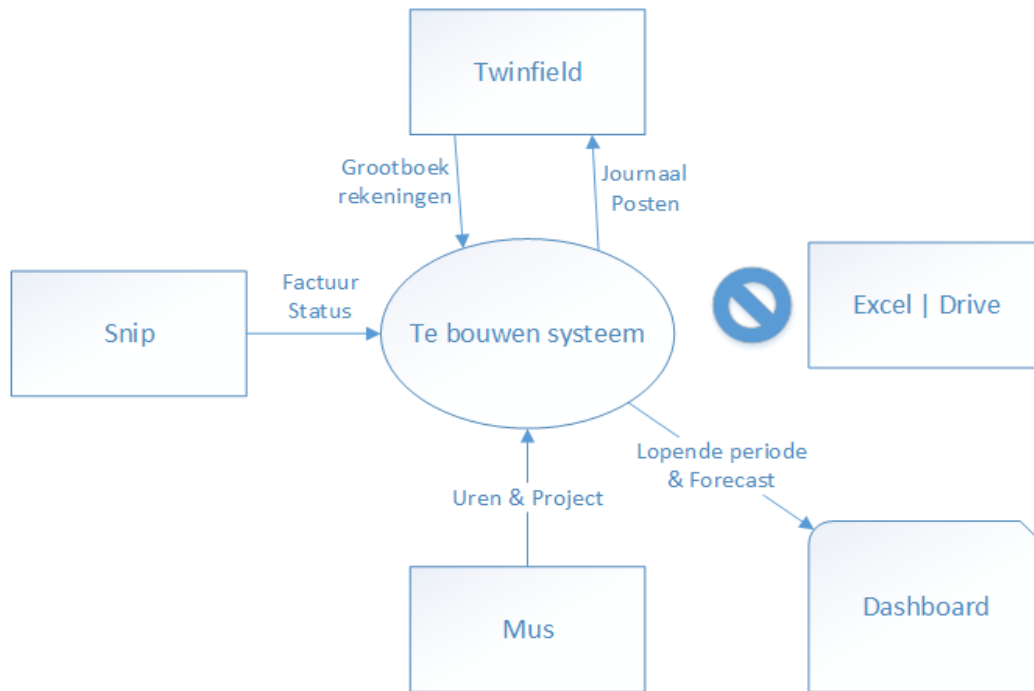 Twinfield
Grootboek
rekeningen
Journaal
Posten
Factuur
Status
Snip
Te bouwen systeem
Excel | Drive
Lopende periode
& Forecast
Uren & Project
Mus
Dashboard